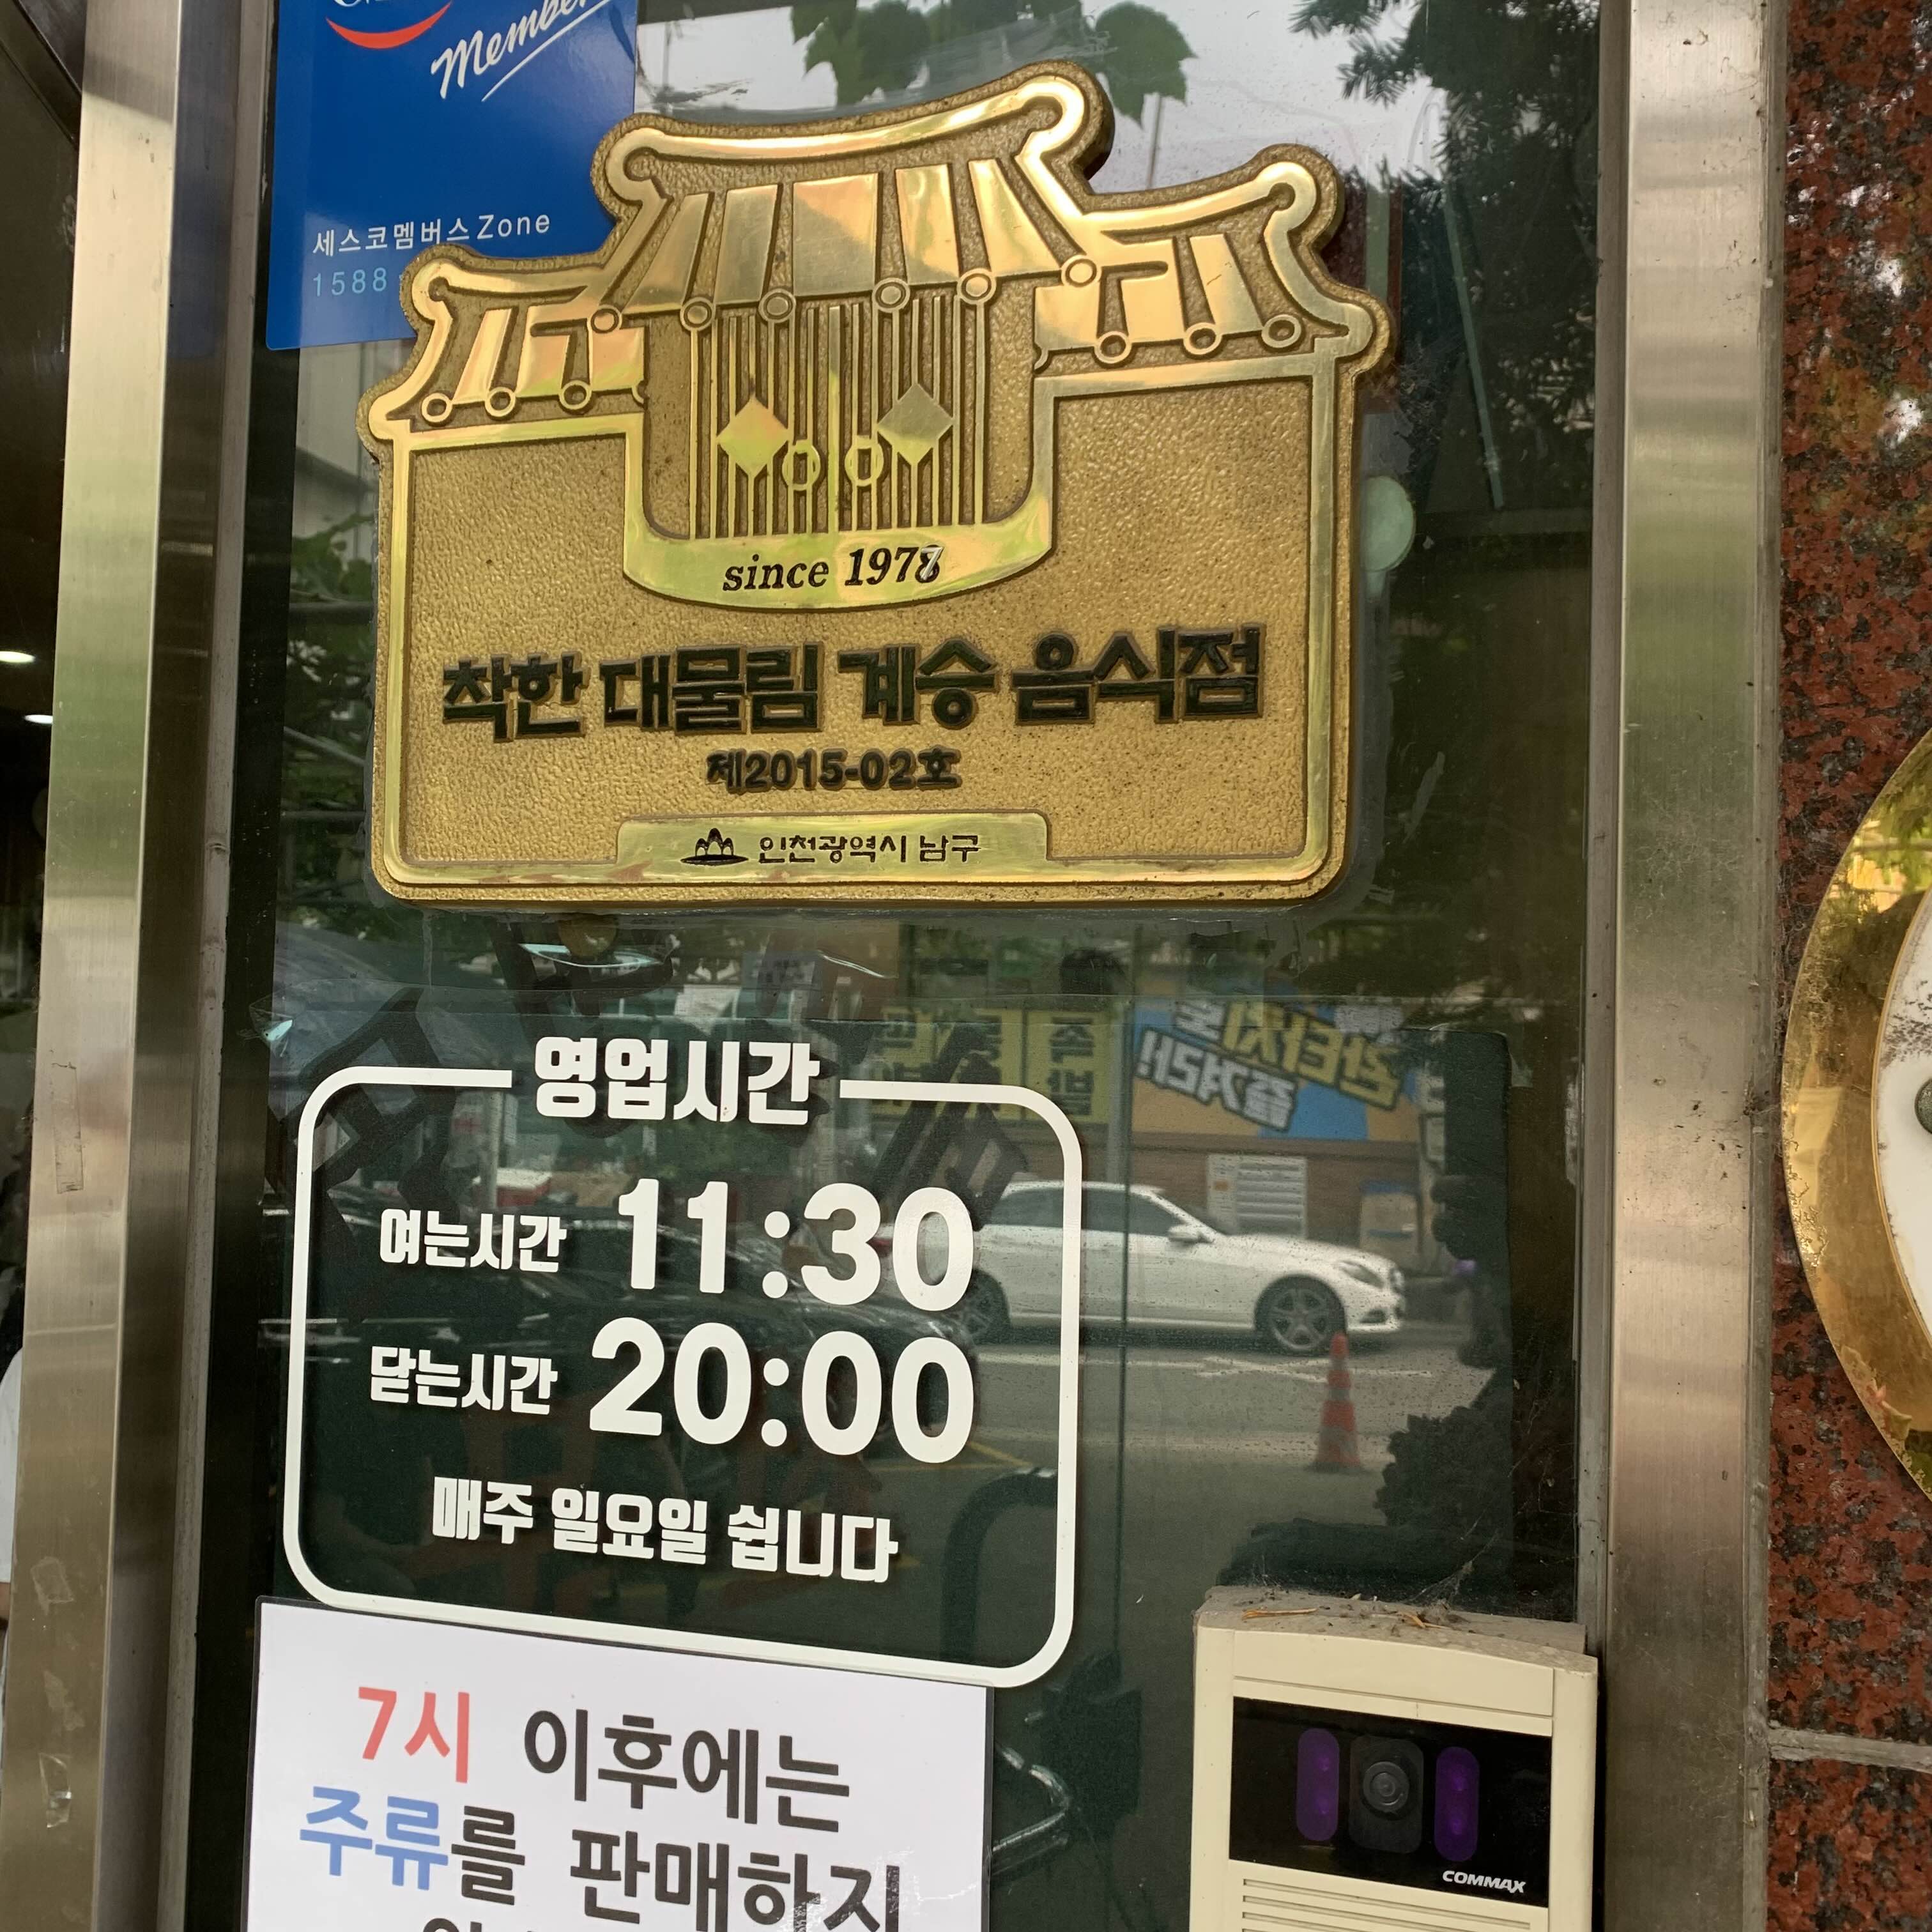 Member
세스코멤버스Zone
1588
since 1978
착한 대물림 계승 음식점
제2015-02호
인천광역시 남구
영업시간
여는시간 11:30
닫는시간 20:00
매주 일요일 쉽니다
7시 이후에는
주류를 판매하지
COMMAX